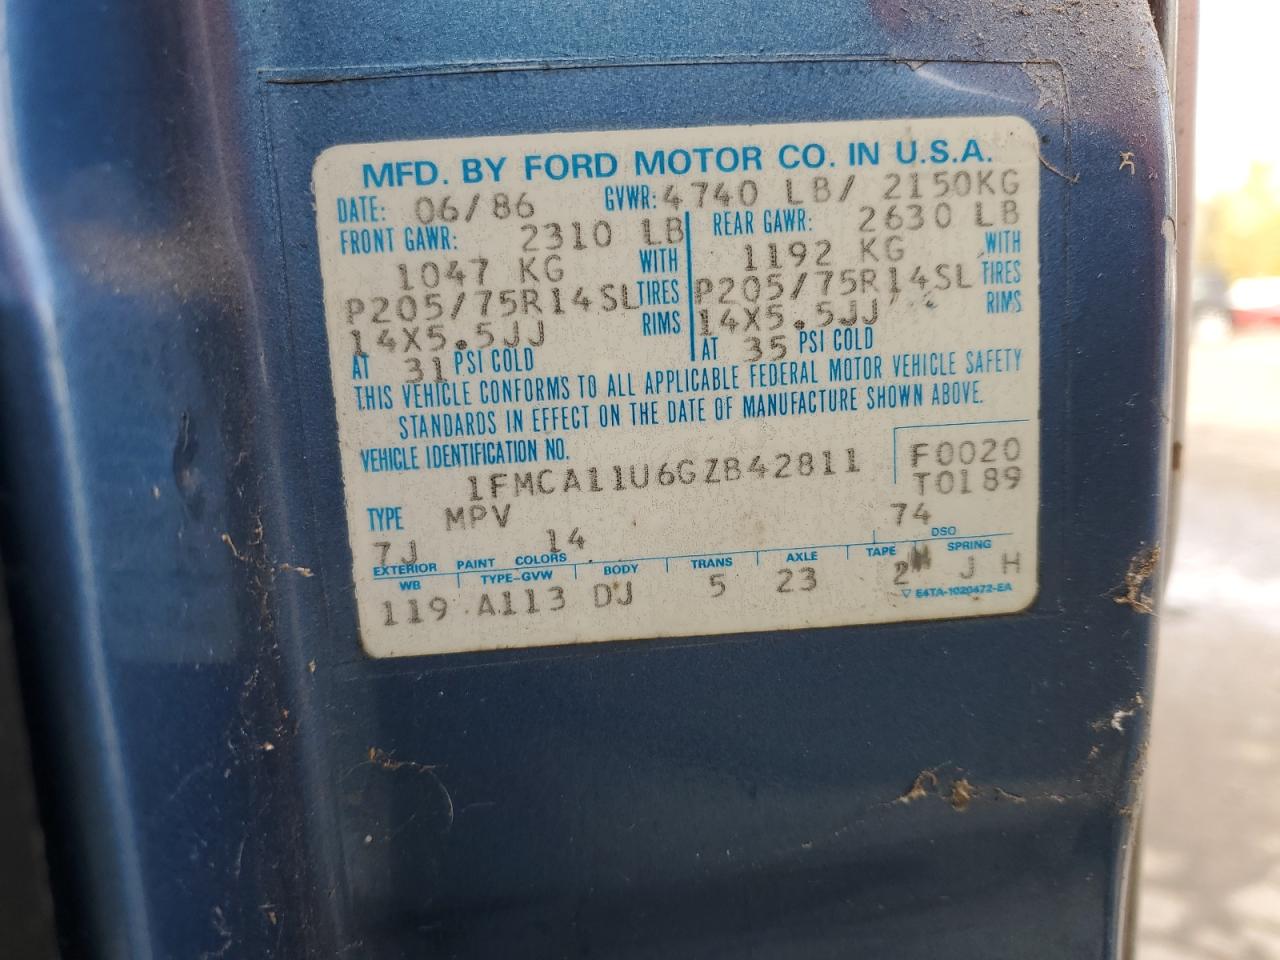 MFD. BY FORD MOTOR CO. IN U.S.A.
DATE: 06/86 GVWR: 4740 LB/ 2150KG
FRONT GAWR: 2310 LB REAR GAWR: 2630 LB
1047 KG WITH 1192 KG WITH
P205/75R14SL TIRES P205/75R14SL TIRES
14X5.5JJ RIMS 14X5.5JJ RIMS
AT 31 PSI COLD AT 35 PSI COLD
THIS VEHICLE CONFORMS TO ALL APPLICABLE FEDERAL MOTOR VEHICLE SAFETY
STANDARDS IN EFFECT ON THE DATE OF MANUFACTURE SHOWN ABOVE.
VEHICLE IDENTIFICATION NO. F0020
1FMCA11U6GZB42811 T0189
TYPE MPV
7J 14 74
EXTERIOR PAINT COLORS DSO
WB TYPE-GVW BODY TRANS AXLE TAPE SPRING
119 A113 DJ 5 23 2 J H
▽ E4TA-1020472-EA